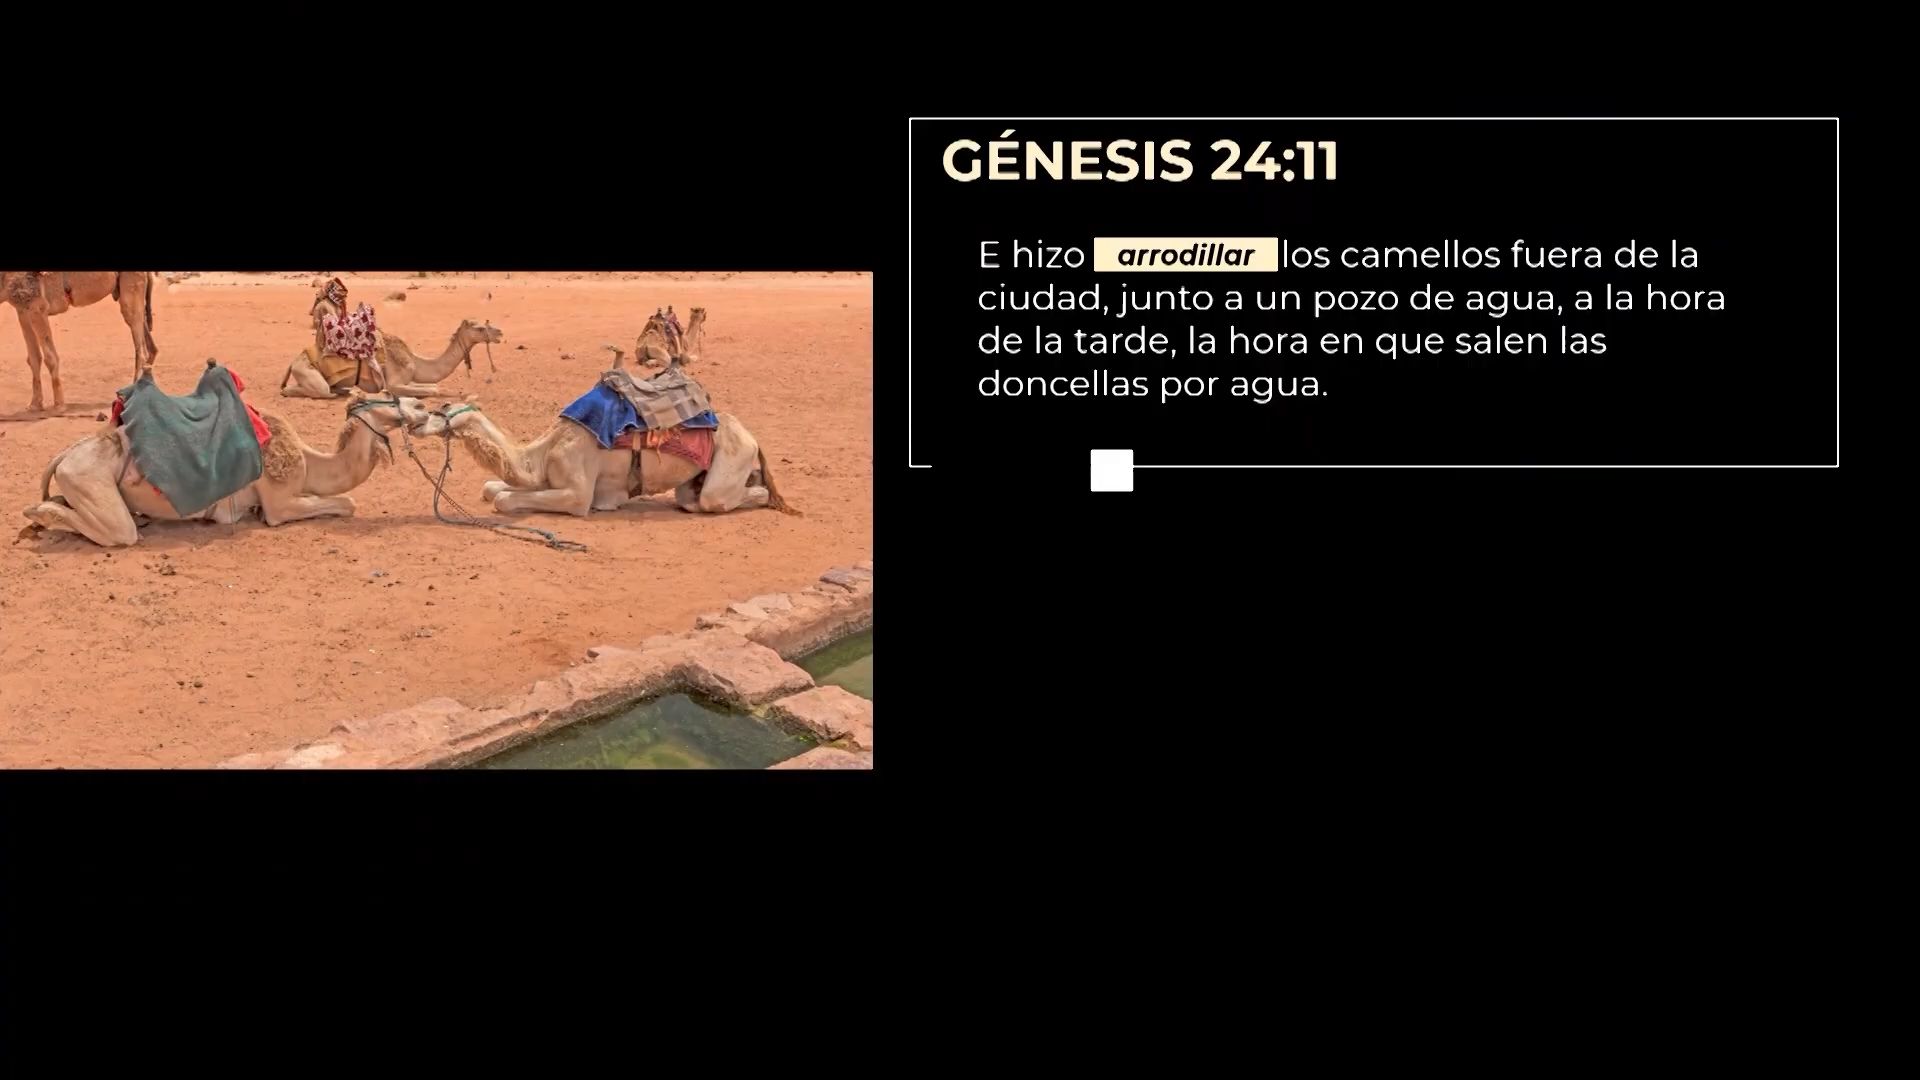 GÉNESIS 24:11
E hizo arrodillar los camellos fuera de la
ciudad, junto a un pozo de agua, a la hora
de la tarde, la hora en que salen las
doncellas por agua.